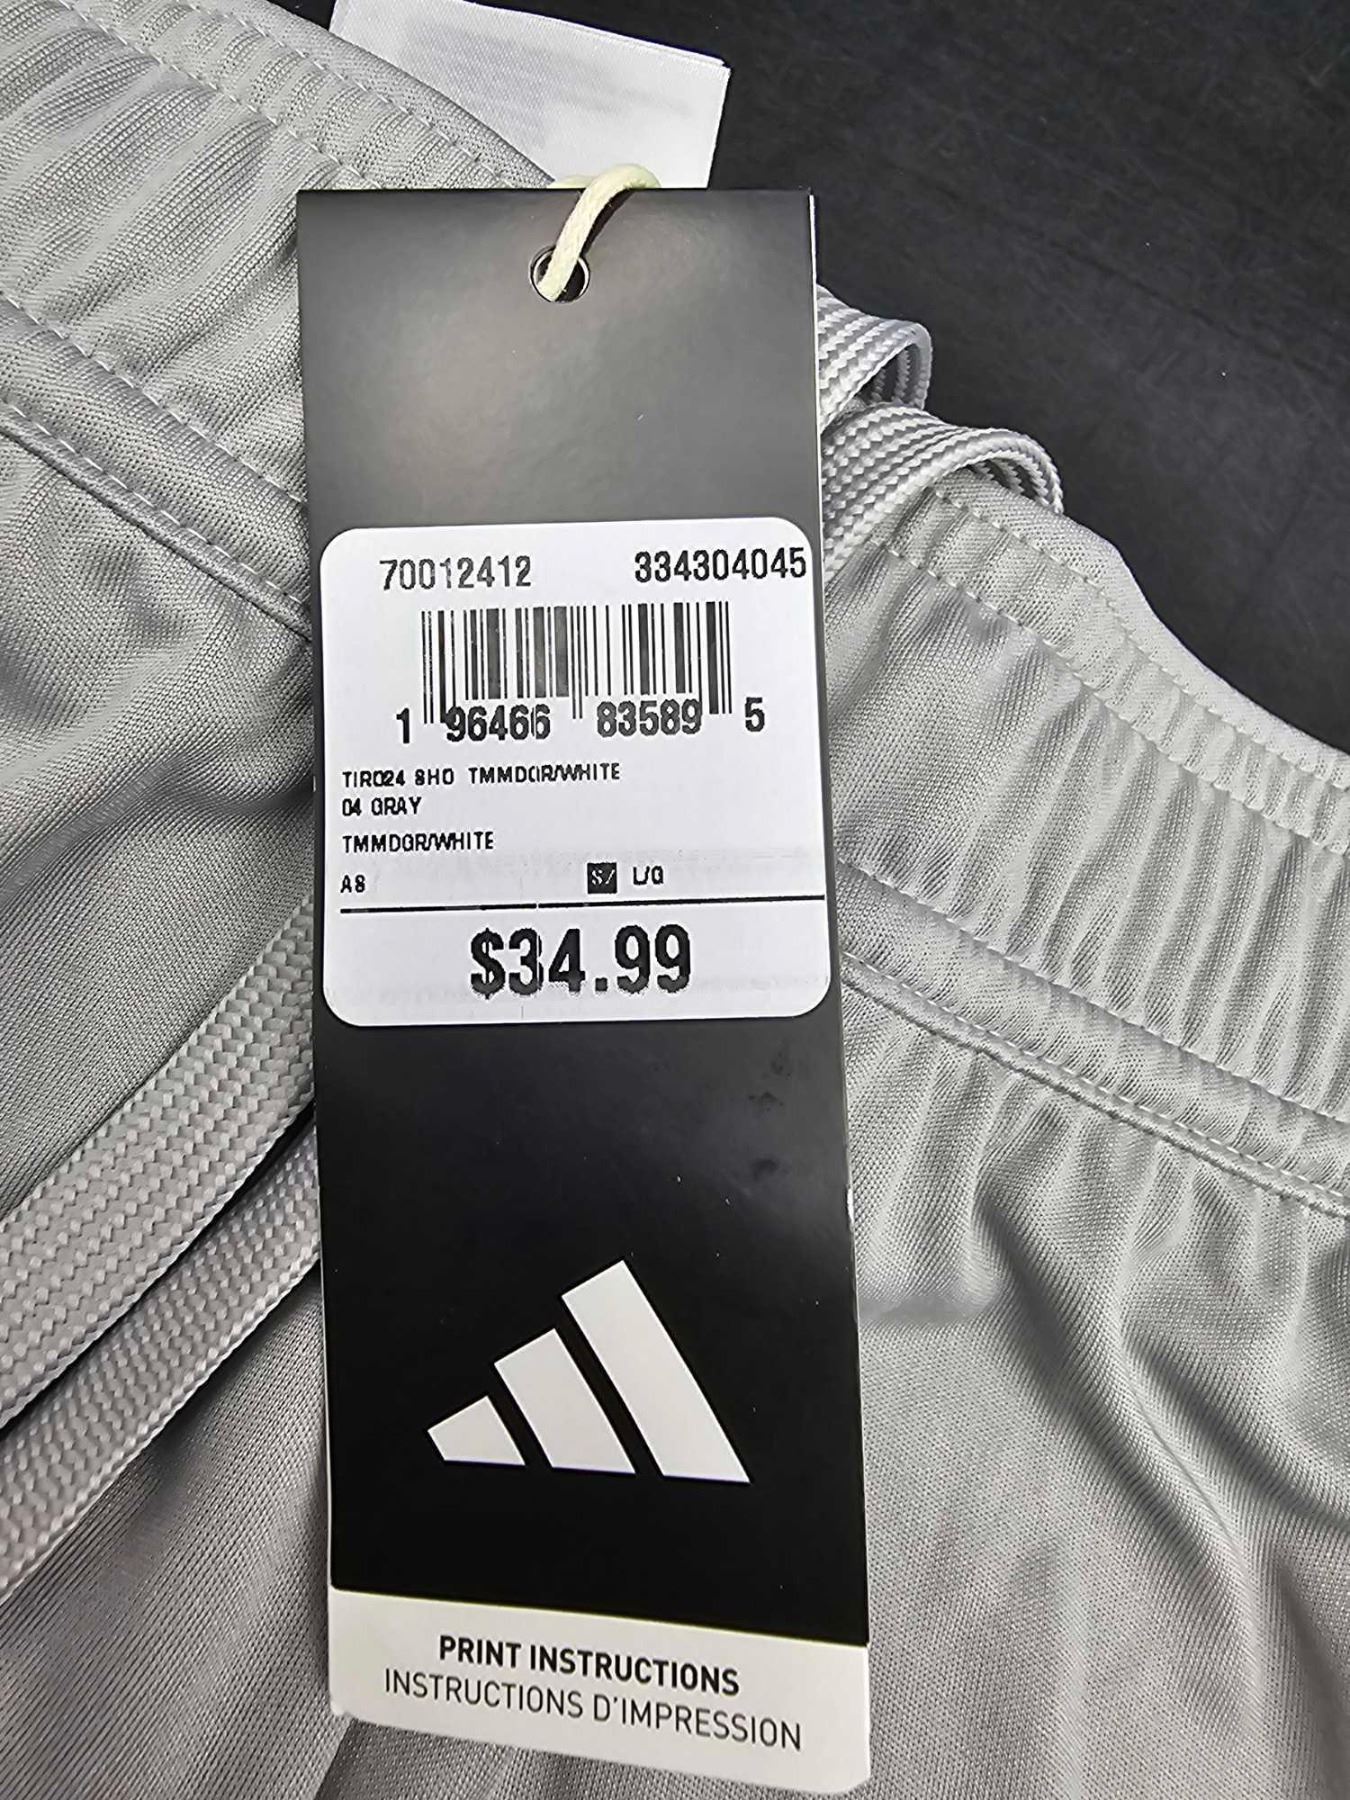 70012412 334304045
1 96466 83589 5
TIRO24 SHO TMMDGR/WHITE
04 GRAY
TMMDGR/WHITE
A8 SZ L/G
$34.99
PRINT INSTRUCTIONS
INSTRUCTIONS D'IMPRESSION